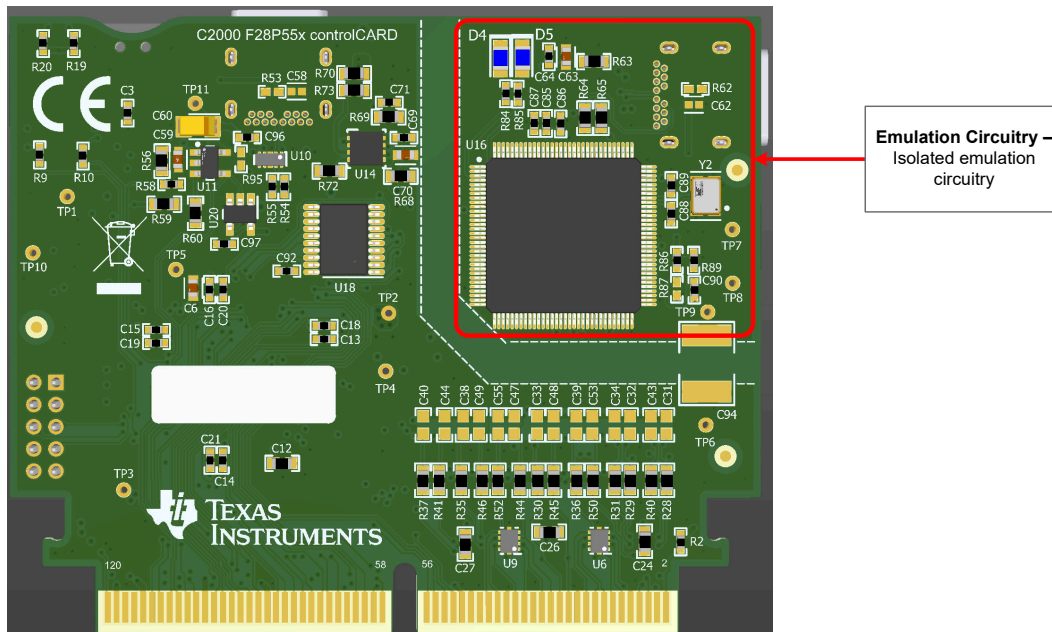 C2000 F28P55x controlCARD
D4
D5
R20
R19
C64
C63
R63
R53
C58
R70
R73
C3
TP11
C71
R62
C62
R84
R85
C87
C85
C86
R64
R65
C60
C59
C96
R69
C69
U16
Emulation Circuitry –
Isolated emulation
circuitry
CE
R56
U10
U14
Y2
R9
R10
R58
U11
R95
R72
C70
R68
C89
C88
TP1
R59
R60
U20
R55
R54
TP7
C97
TP10
TP5
C92
U18
R86
R89
R87
C90
TP8
C6
C16
C20
TP2
TP9
C15
C19
C18
C13
TP4
C40
C44
C38
C49
C55
C47
C33
C48
C39
C53
C34
C32
C43
C31
C94
TP6
C21
C14
C12
TP3
R37
R41
R35
R46
R52
R44
R30
R45
R36
R50
R31
R29
R49
R28
TEXAS
INSTRUMENTS
C27
U9
C26
U6
C24
R2
120
58
56
2